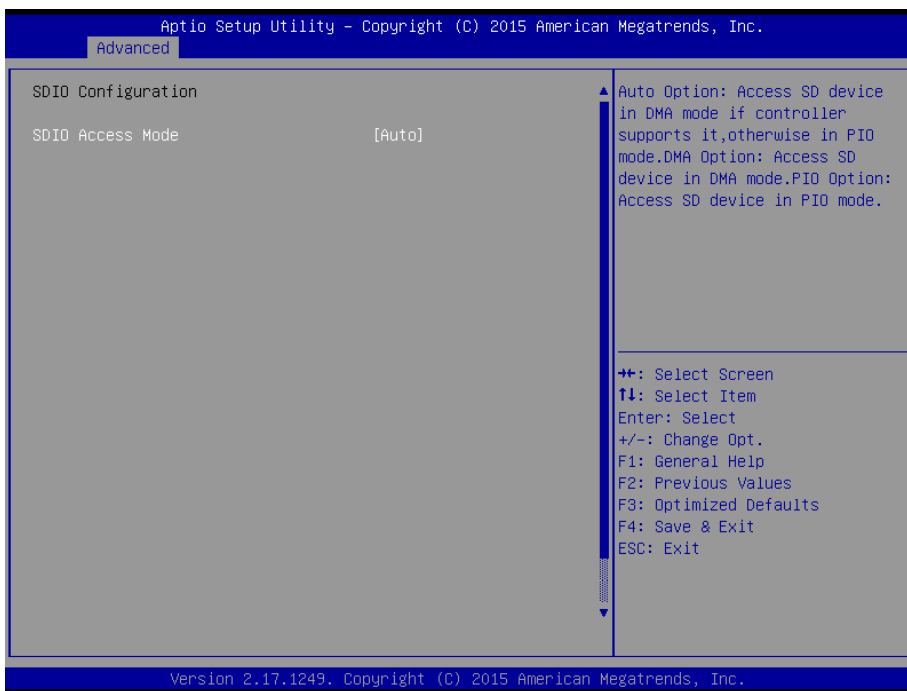 Aptio Setup Utility – Copyright (C) 2015 American Megatrends, Inc.
Advanced
SDIO Configuration
SDIO Access Mode [Auto]
Auto Option: Access SD device
in DMA mode if controller
supports it,otherwise in PIO
mode.DMA Option: Access SD
device in DMA mode.PIO Option:
Access SD device in PIO mode.
→←: Select Screen
↑↓: Select Item
Enter: Select
+/-: Change Opt.
F1: General Help
F2: Previous Values
F3: Optimized Defaults
F4: Save & Exit
ESC: Exit
Version 2.17.1249. Copyright (C) 2015 American Megatrends, Inc.